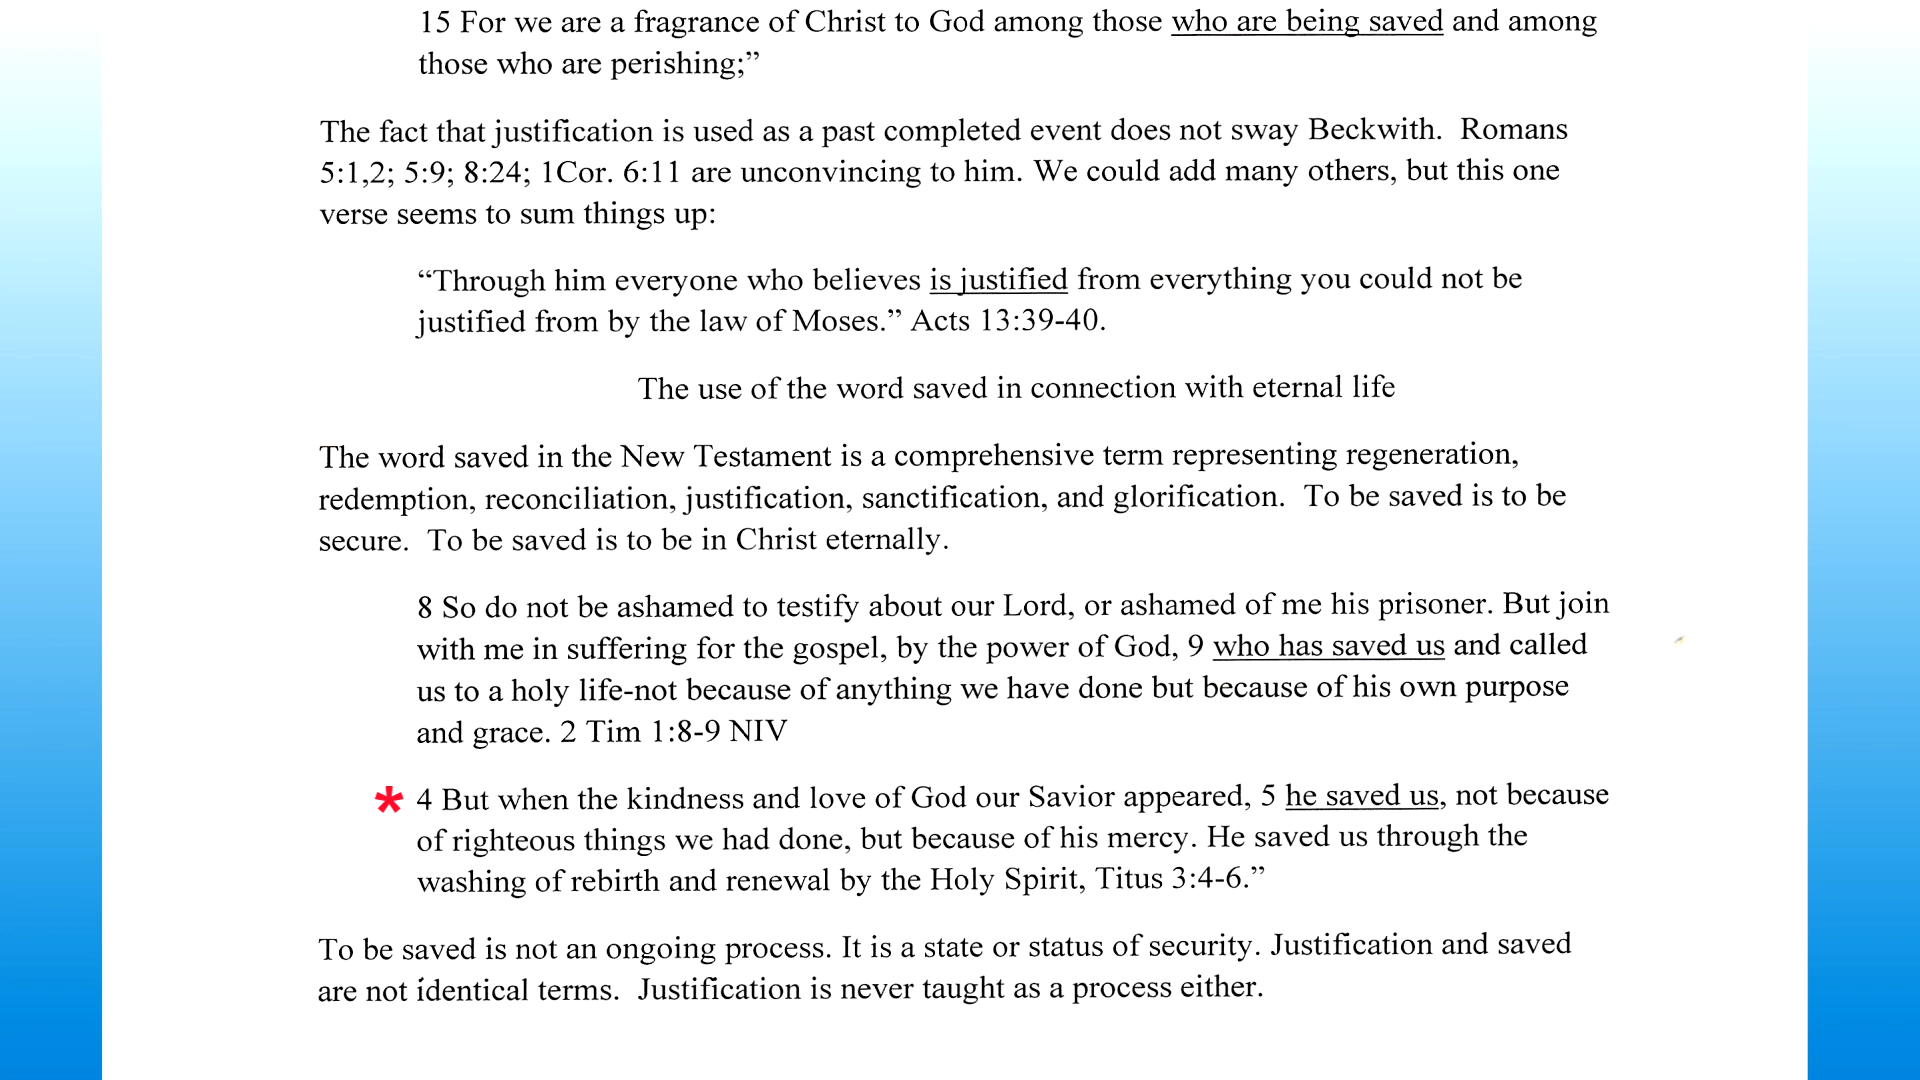 15 For we are a fragrance of Christ to God among those who are being saved and among
those who are perishing;”
The fact that justification is used as a past completed event does not sway Beckwith.  Romans
5:1,2; 5:9; 8:24; 1Cor. 6:11 are unconvincing to him. We could add many others, but this one
verse seems to sum things up:
“Through him everyone who believes is justified from everything you could not be
justified from by the law of Moses.” Acts 13:39-40.
The use of the word saved in connection with eternal life
The word saved in the New Testament is a comprehensive term representing regeneration,
redemption, reconciliation, justification, sanctification, and glorification.  To be saved is to be
secure.  To be saved is to be in Christ eternally.
8 So do not be ashamed to testify about our Lord, or ashamed of me his prisoner. But join
with me in suffering for the gospel, by the power of God, 9 who has saved us and called
us to a holy life-not because of anything we have done but because of his own purpose
and grace. 2 Tim 1:8-9 NIV
* 4 But when the kindness and love of God our Savior appeared, 5 he saved us, not because
of righteous things we had done, but because of his mercy. He saved us through the
washing of rebirth and renewal by the Holy Spirit, Titus 3:4-6.”
To be saved is not an ongoing process. It is a state or status of security. Justification and saved
are not identical terms.  Justification is never taught as a process either.